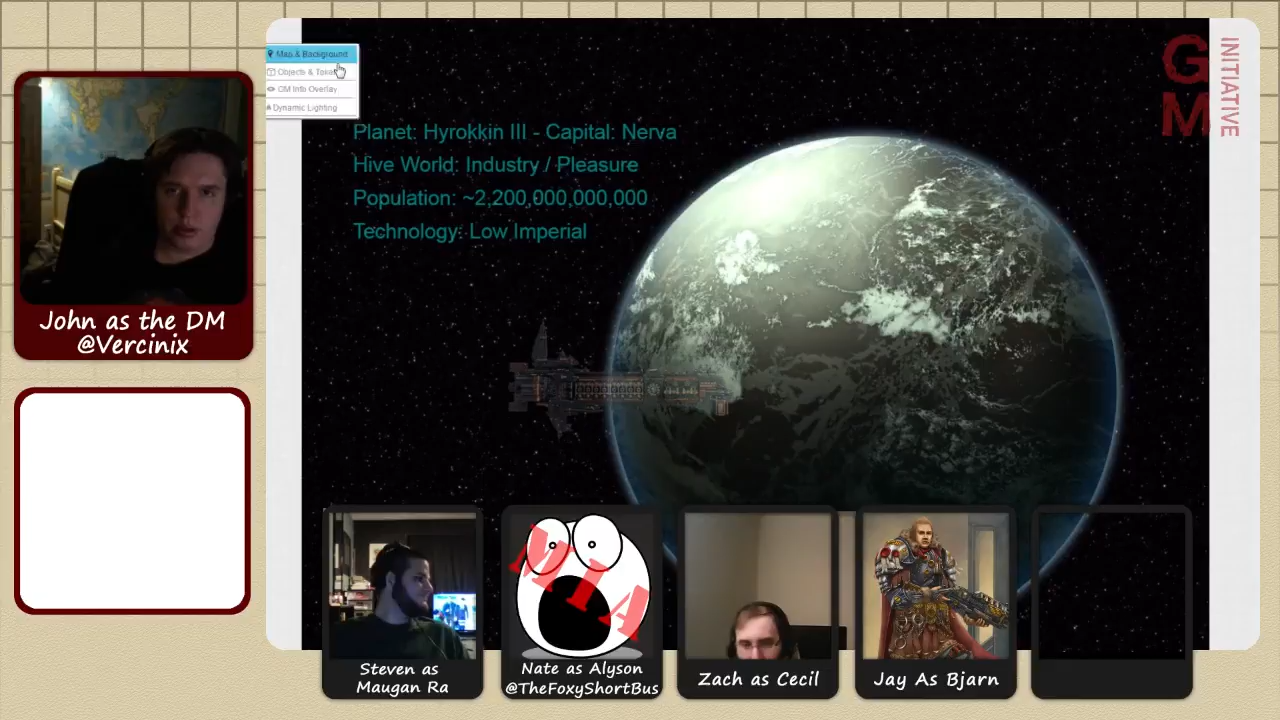 Map & Background
Objects & Tokens
GM Info Overlay
Dynamic Lighting
Planet: Hyrokkin III - Capital: Nerva
Hive World: Industry / Pleasure
Population: ~2,200,000,000,000
Technology: Low Imperial
GM
INITIATIVE
John as the DM
@Vercinix
MIA
Steven as
Maugan Ra
Nate as Alyson
@TheFoxyShortBus
Zach as Cecil
Jay As Bjarn